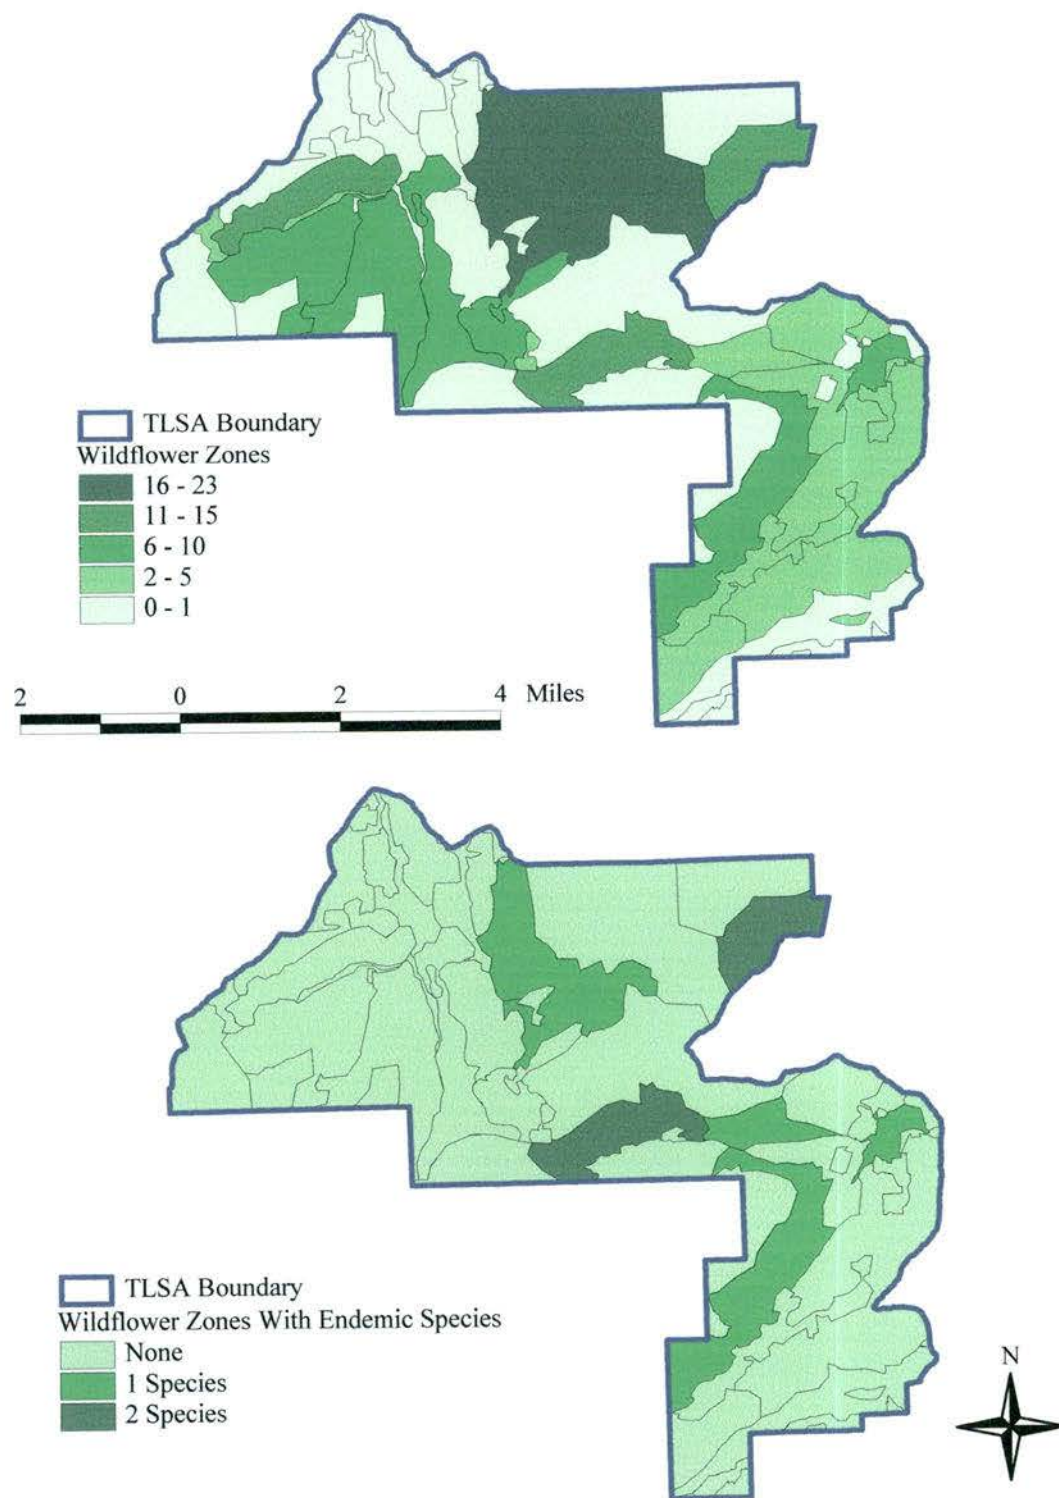 TLSA Boundary
Wildflower Zones
16 - 23
11 - 15
6 - 10
2 - 5
0 - 1
2 0 2 4 Miles
TLSA Boundary
Wildflower Zones With Endemic Species
None
1 Species
2 Species
N